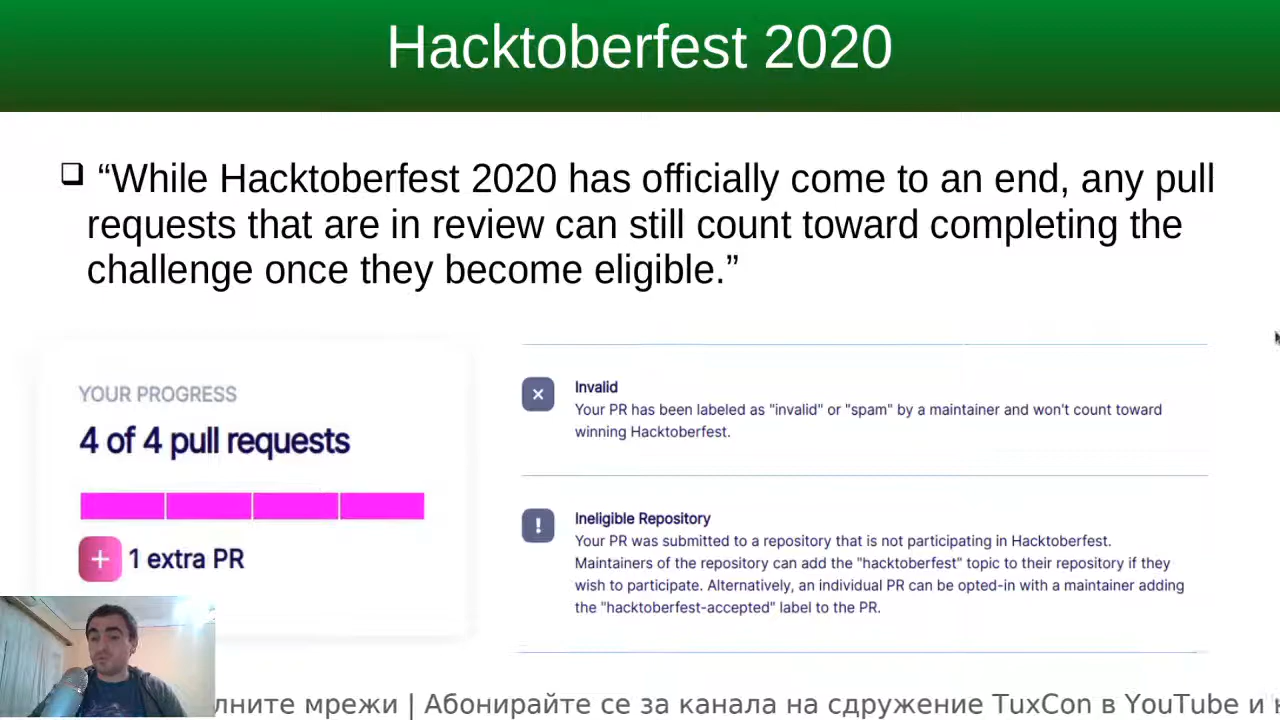 Hacktoberfest 2020
“While Hacktoberfest 2020 has officially come to an end, any pull
requests that are in review can still count toward completing the
challenge once they become eligible.”
YOUR PROGRESS
4 of 4 pull requests
1 extra PR
Invalid
Your PR has been labeled as "invalid" or "spam" by a maintainer and won't count toward
winning Hacktoberfest.
Ineligible Repository
Your PR was submitted to a repository that is not participating in Hacktoberfest.
Maintainers of the repository can add the "hacktoberfest" topic to their repository if they
wish to participate. Alternatively, an individual PR can be opted-in with a maintainer adding
the "hacktoberfest-accepted" label to the PR.
мрежи | Абонирайте се за канала на сдружение TuxCon в YouTube и